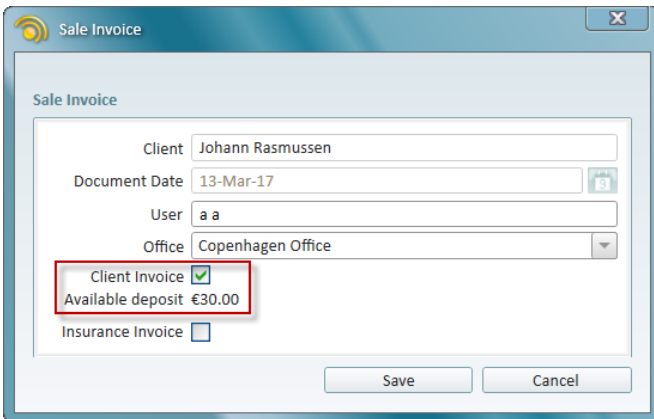 Sale Invoice
Sale Invoice
Client Johann Rasmussen
Document Date 13-Mar-17 9
User a a
Office Copenhagen Office
Client Invoice
Available deposit €30.00
Insurance Invoice
Save Cancel